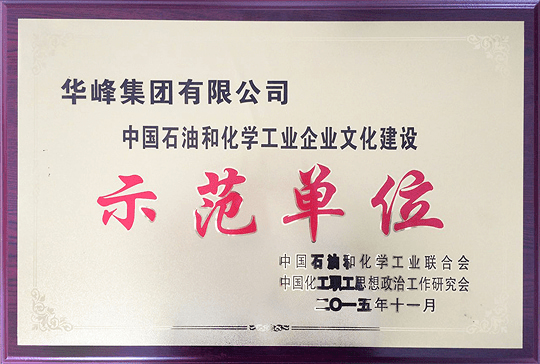 华峰集团有限公司
中国石油和化学工业企业文化建设
示范单位
中国石油和化学工业联合会
中国化工职工思想政治工作研究会
二〇一五年十一月